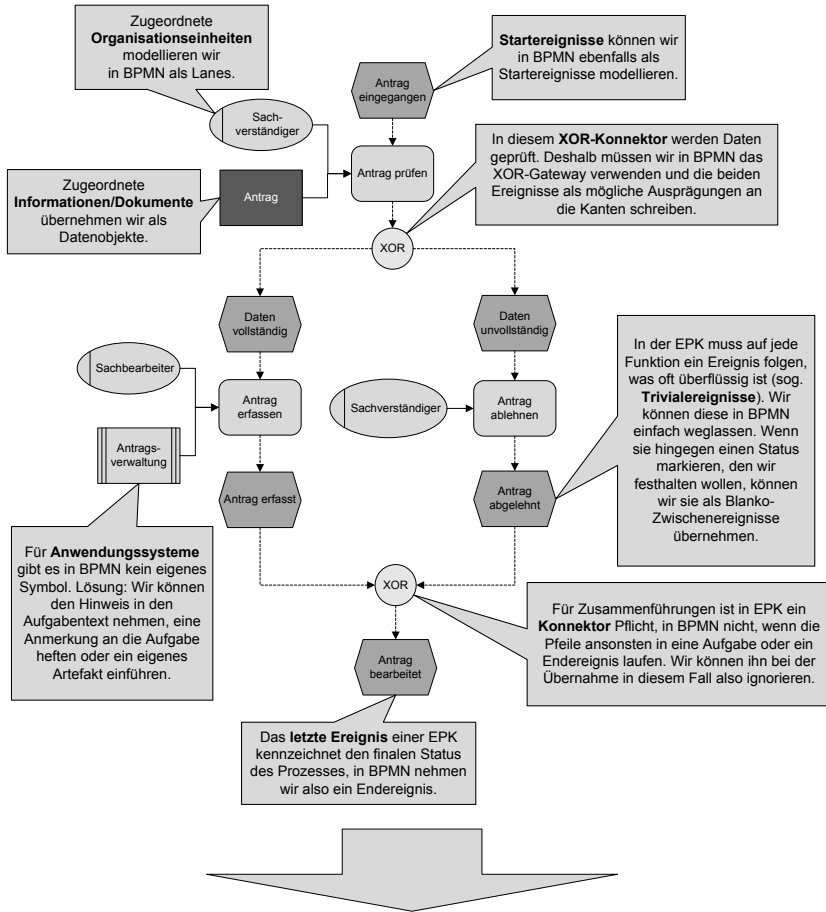 Zugeordnete
Organisationseinheiten
modellieren wir
in BPMN als Lanes.
Startereignisse können wir
in BPMN ebenfalls als
Startereignisse modellieren.
Antrag
eingegangen
Sach-
verständiger
In diesem XOR-Konnektor werden Daten
geprüft. Deshalb müssen wir in BPMN das
XOR-Gateway verwenden und die beiden
Ereignisse als mögliche Ausprägungen an
die Kanten schreiben.
Antrag prüfen
Zugeordnete
Informationen/Dokumente
übernehmen wir als
Datenobjekte.
Antrag
XOR
Daten
vollständig
Daten
unvollständig
In der EPK muss auf jede
Funktion ein Ereignis folgen,
was oft überflüssig ist (sog.
Trivialereignisse). Wir
können diese in BPMN
einfach weglassen. Wenn
sie hingegen einen Status
markieren, den wir
festhalten wollen, können
wir sie als Blanko-
Zwischenereignisse
übernehmen.
Sachbearbeiter
Antrag
erfassen
Sachverständiger
Antrag
ablehnen
Antrags-
verwaltung
Antrag erfasst
Antrag
abgelehnt
Für Anwendungssysteme
gibt es in BPMN kein eigenes
Symbol. Lösung: Wir können
den Hinweis in den
Aufgabentext nehmen, eine
Anmerkung an die Aufgabe
heften oder ein eigenes
Artefakt einführen.
XOR
Für Zusammenführungen ist in EPK ein
Konnektor Pflicht, in BPMN nicht, wenn die
Pfeile ansonsten in eine Aufgabe oder ein
Endereignis laufen. Wir können ihn bei der
Übernahme in diesem Fall also ignorieren.
Antrag
bearbeitet
Das letzte Ereignis einer EPK
kennzeichnet den finalen Status
des Prozesses, in BPMN nehmen
wir also ein Endereignis.